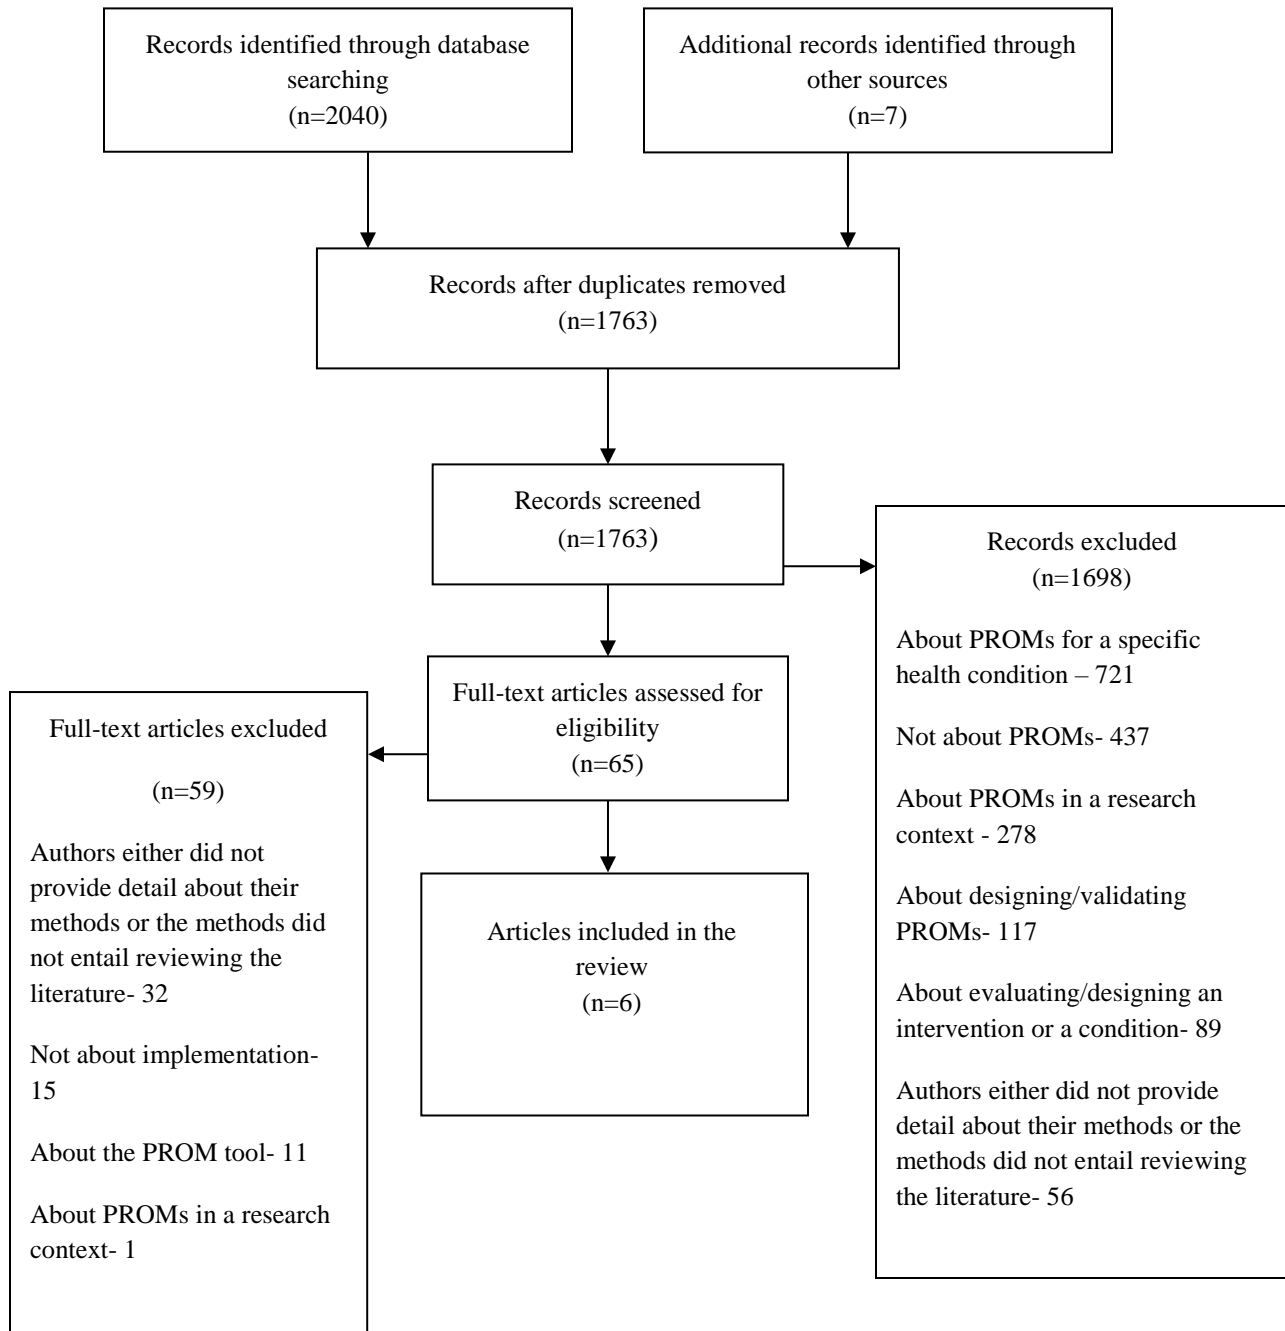 Records identified through database
searching
(n=2040)
Additional records identified through
other sources
(n=7)
Records after duplicates removed
(n=1763)
Records screened
(n=1763)
Records excluded
(n=1698)
About PROMs for a specific
health condition – 721
Not about PROMs- 437
About PROMs in a research
context - 278
About designing/validating
PROMs- 117
About evaluating/designing an
intervention or a condition- 89
Authors either did not provide
detail about their methods or the
methods did not entail reviewing
the literature- 56
Full-text articles assessed for
eligibility
(n=65)
Full-text articles excluded
(n=59)
Authors either did not
provide detail about their
methods or the methods did
not entail reviewing the
literature- 32
Not about implementation-
15
About the PROM tool- 11
About PROMs in a research
context- 1
Articles included in the
review
(n=6)